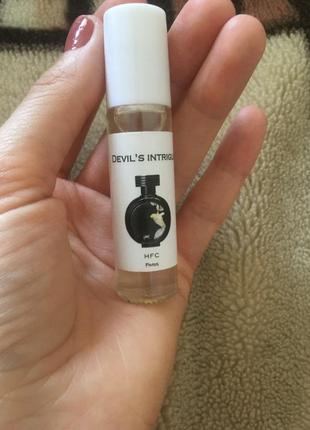 DEVIL'S INTRIGU
HFC
PARIS